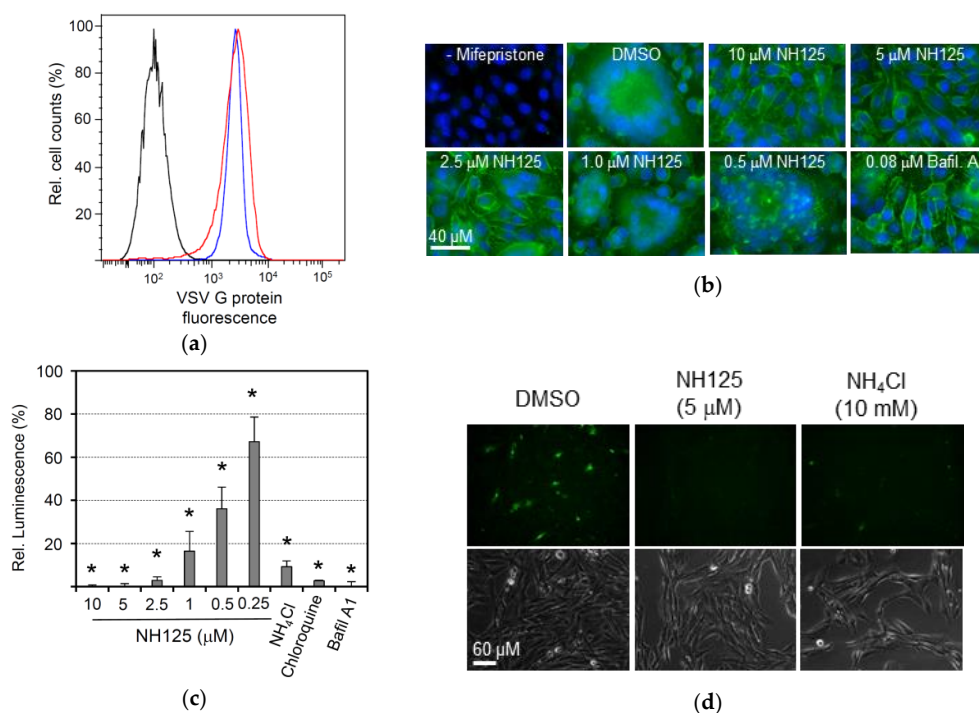 100
80
60
40
20
Rel. cell counts (%)
10²
10³
10⁴
10⁵
VSV G protein
fluorescence
(a)
- Mifepristone
DMSO
10 µM NH125
5 µM NH125
2.5 µM NH125
1.0 µM NH125
0.5 µM NH125
0.08 µM Bafil. A
40 µM
(b)
100
80
60
40
20
Rel. Luminescence (%)
* * * * * * * * *
10 5 2.5 1 0.5 0.25
NH125 (µM)
NH₄Cl
Chloroquine
Bafil A1
(c)
DMSO
NH125
(5 µM)
NH₄Cl
(10 mM)
60 µM
(d)